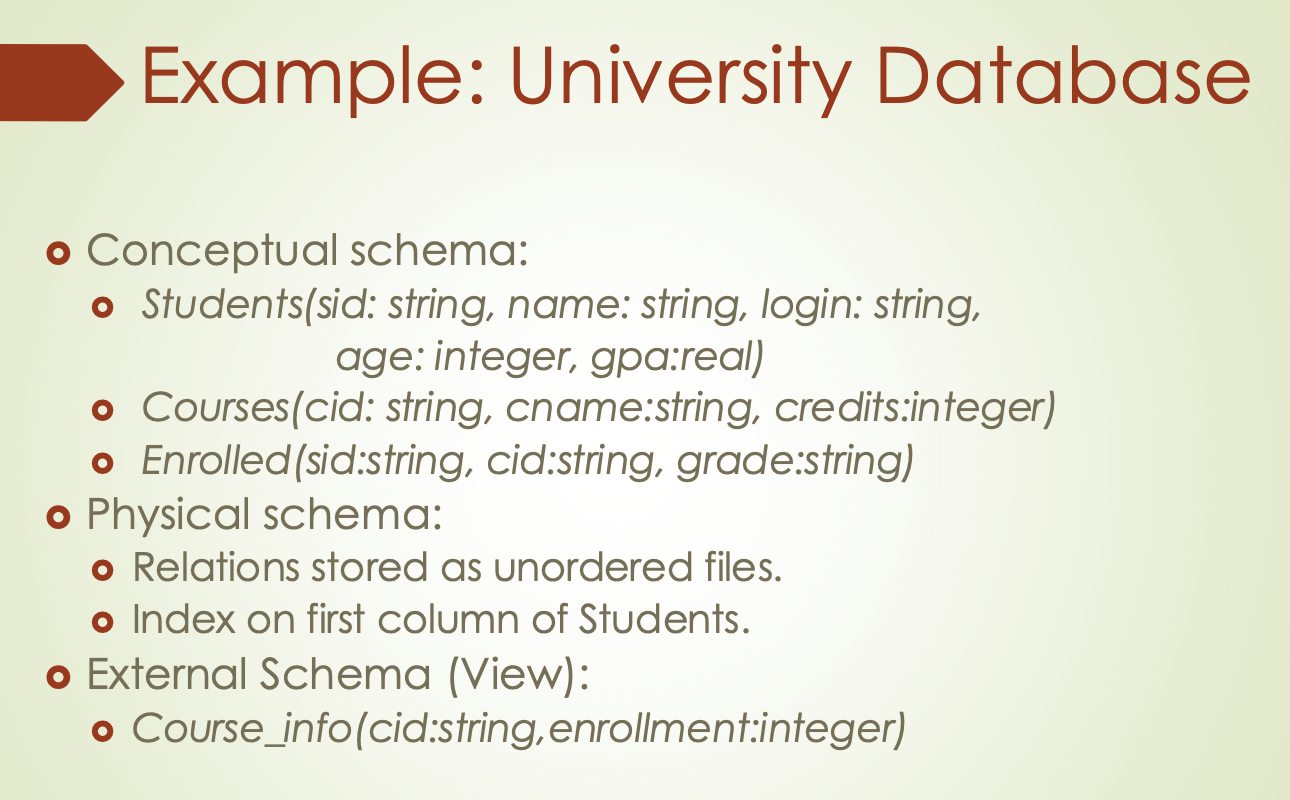 Example: University Database
Conceptual schema:
Students(sid: string, name: string, login: string,
age: integer, gpa:real)
Courses(cid: string, cname:string, credits:integer)
Enrolled(sid:string, cid:string, grade:string)
Physical schema:
Relations stored as unordered files.
Index on first column of Students.
External Schema (View):
Course_info(cid:string,enrollment:integer)